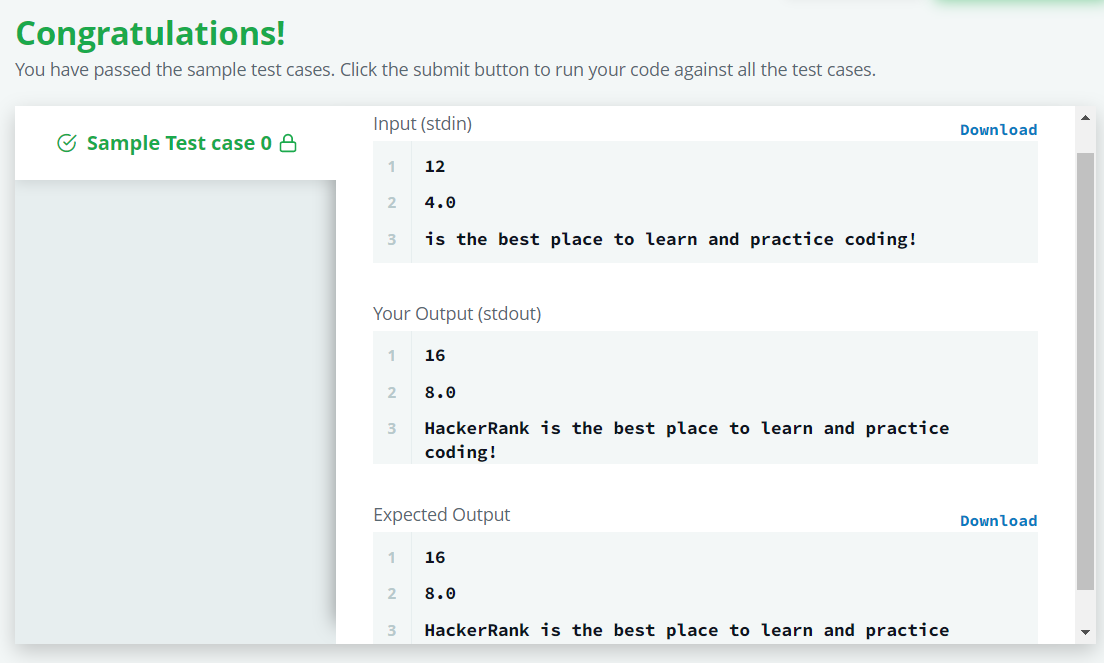 Congratulations!
You have passed the sample test cases. Click the submit button to run your code against all the test cases.
Sample Test case 0
Input (stdin)
Download
1 12
2 4.0
3 is the best place to learn and practice coding!
Your Output (stdout)
1 16
2 8.0
3 HackerRank is the best place to learn and practice
coding!
Expected Output
Download
1 16
2 8.0
3 HackerRank is the best place to learn and practice